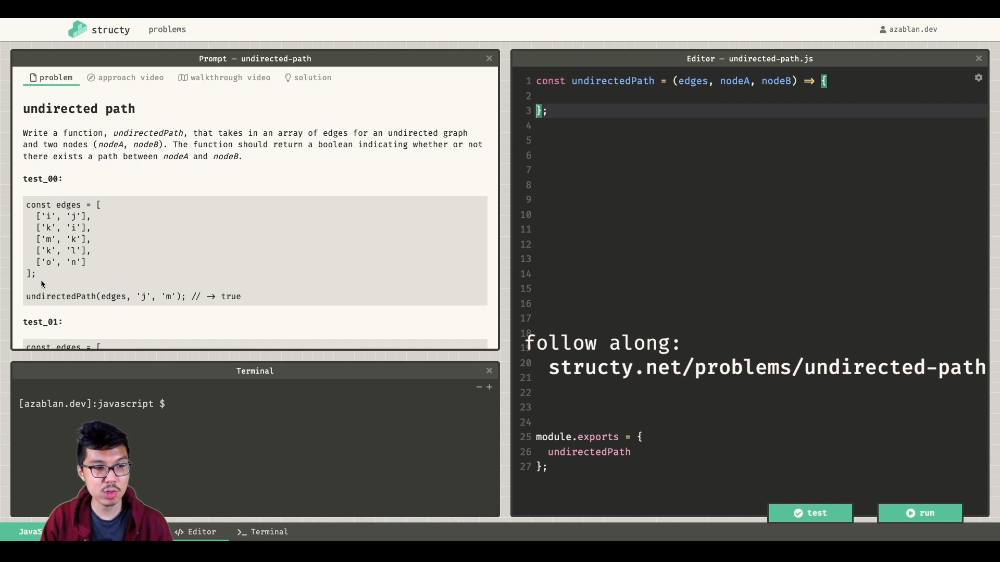 structy
problems
azablan.dev
Prompt — undirected-path
problem
approach video
walkthrough video
solution
undirected path
Write a function, undirectedPath, that takes in an array of edges for an undirected graph
and two nodes (nodeA, nodeB). The function should return a boolean indicating whether or not
there exists a path between nodeA and nodeB.
test_00:
const edges = [
  ['i', 'j'],
  ['k', 'i'],
  ['m', 'k'],
  ['k', 'l'],
  ['o', 'n']
];
undirectedPath(edges, 'j', 'm'); // -> true
test_01:
const edges = [
Terminal
− +
[azablan.dev]:javascript $
Editor — undirected-path.js
1 const undirectedPath = (edges, nodeA, nodeB) => {
2
3 };
4
5
6
7
8
9
10
11
12
13
14
15
16
17
18
follow along:
19
20
structy.net/problems/undirected-path
21
22
23
24
25 module.exports = {
26   undirectedPath
27 };
test
run
JavaS
Editor
Terminal